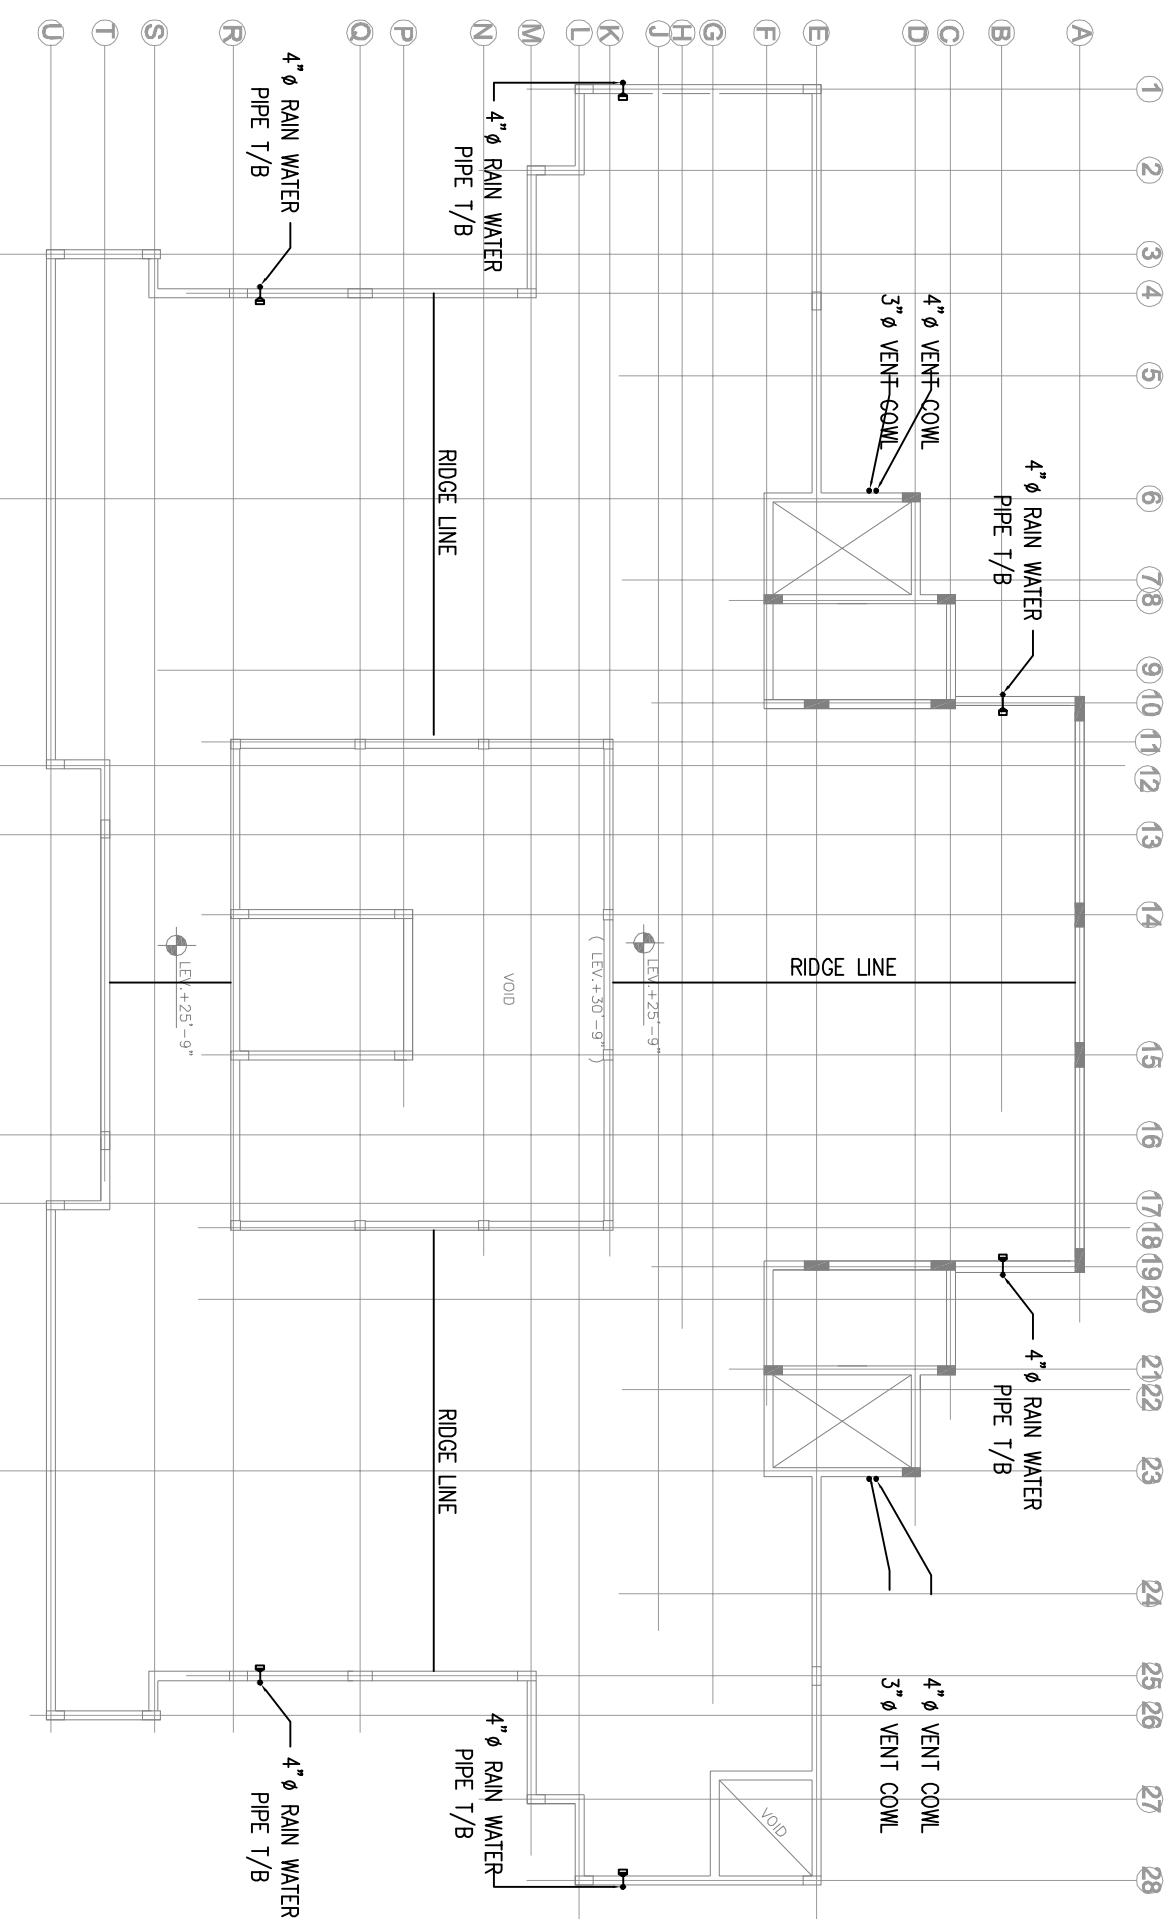 U
T
S
R
Q
P
N
M
L
K
J
H
G
F
E
D
C
B
A
1
2
3
4
5
6
7
8
9
10
11
12
13
14
15
16
17
18
19
20
21
22
23
24
25
26
27
28
4"ø RAIN WATER
PIPE T/B
4"ø RAIN WATER
PIPE T/B
4"ø VENT COWL
3"ø VENT COWL
4"ø RAIN WATER
PIPE T/B
RIDGE LINE
RIDGE LINE
LEV.+25'-9"
VOID
( LEV.+30'-9" )
LEV.+25'-9"
RIDGE LINE
4"ø RAIN WATER
PIPE T/B
4"ø VENT COWL
3"ø VENT COWL
VOID
4"ø RAIN WATER
PIPE T/B
4"ø RAIN WATER
PIPE T/B